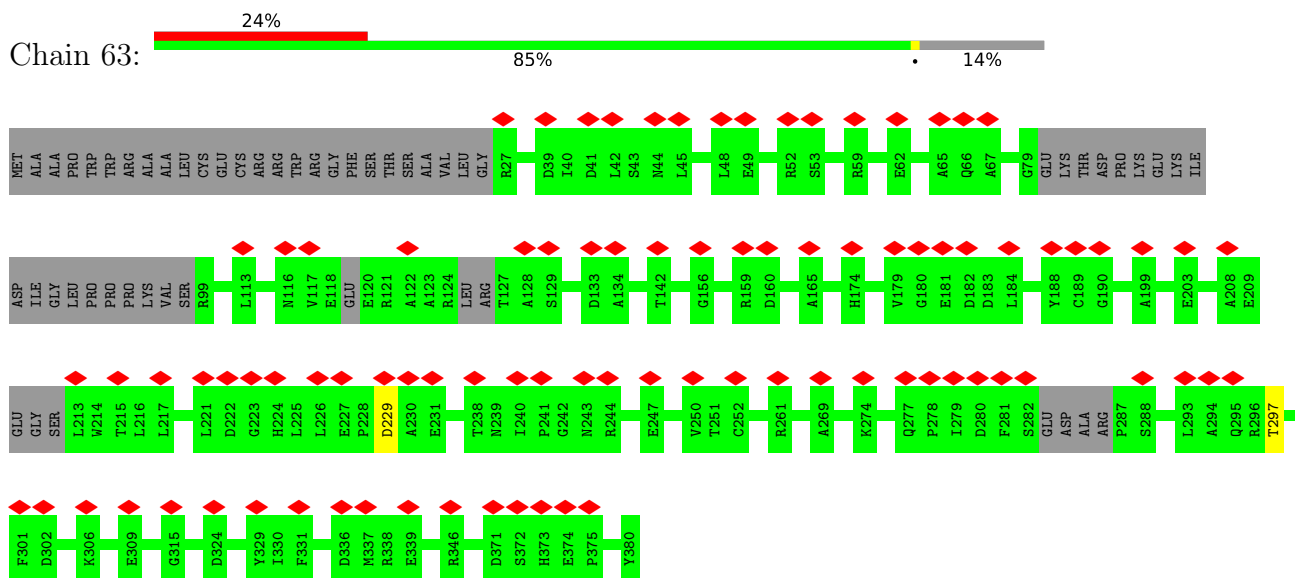 24%
Chain 63:
85% • 14%
MET ALA ALA PRO TRP TRP ARG ALA ALA LEU CYS GLU CYS ARG ARG TRP ARG GLY PHE SER THR SER ALA VAL LEU GLY R27 D39 I40 D41 L42 S43 N44 L45 L48 E49 R52 S53 R59 E62 A65 Q66 A67 G79 GLU LYS THR ASP PRO LYS GLU LYS ILE
ASP ILE GLY LEU PRO PRO PRO LYS VAL SER R99 L113 N116 V117 E118 GLU E120 R121 A122 A123 R124 LEU ARG T127 A128 S129 D133 A134 T142 G156 R159 D160 A165 H174 V179 G180 E181 D182 D183 L184 Y188 C189 G190 A199 E203 A208 E209
GLU GLY SER L213 W214 T215 L216 L217 L221 D222 G223 H224 L225 L226 E227 P228 D229 A230 E231 T238 N239 I240 P241 G242 N243 R244 E247 V250 T251 C252 R261 A269 K274 Q277 P278 I279 D280 F281 S282 GLU ASP ALA ARG P287 S288 L293 A294 Q295 R296 T297
F301 D302 K306 E309 G315 D324 Y329 I330 F331 D336 M337 R338 E339 R346 D371 S372 H373 E374 P375 Y380